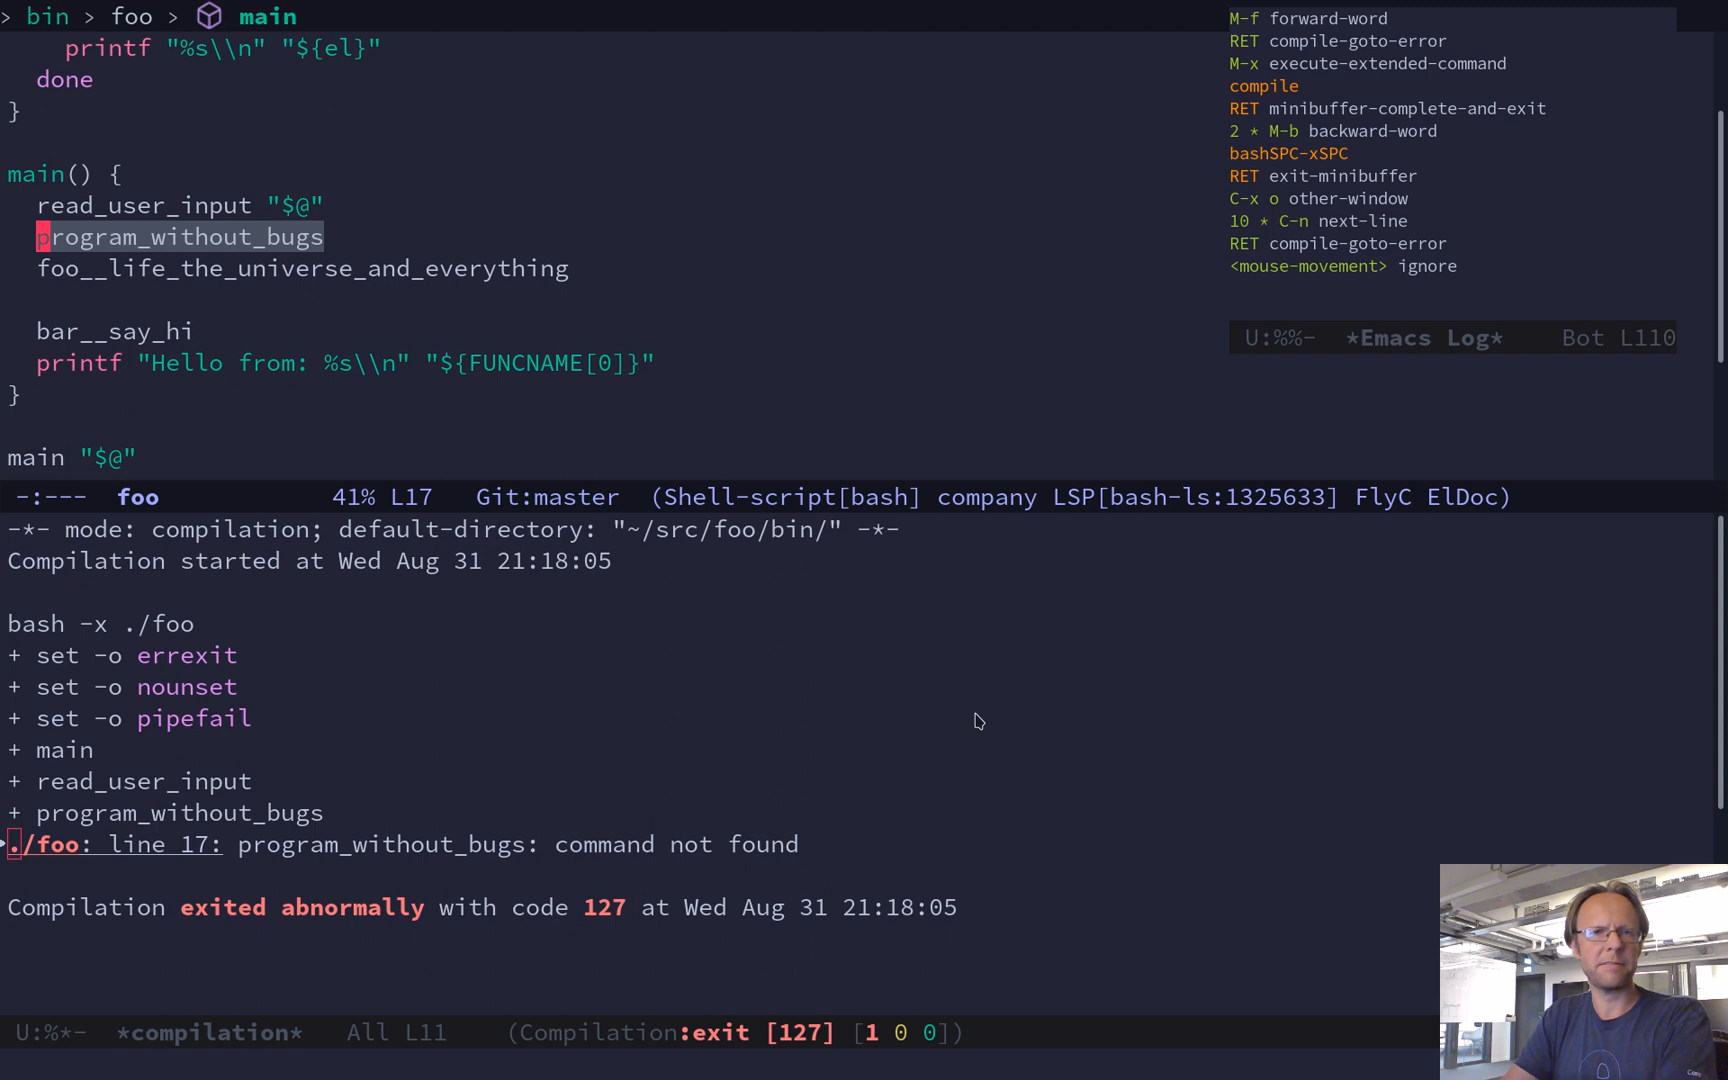 > bin > foo > main
printf "%s\\n" "${el}"
done
}
main() {
read_user_input "$@"
program_without_bugs
foo__life_the_universe_and_everything
bar__say_hi
printf "Hello from: %s\\n" "${FUNCNAME[0]}"
}
main "$@"
-:--- foo 41% L17 Git:master (Shell-script[bash] company LSP[bash-ls:1325633] FlyC ElDoc)
M-f forward-word
RET compile-goto-error
M-x execute-extended-command
compile
RET minibuffer-complete-and-exit
2 * M-b backward-word
bashSPC-xSPC
RET exit-minibuffer
C-x o other-window
10 * C-n next-line
RET compile-goto-error
<mouse-movement> ignore
U:%%- *Emacs Log* Bot L110
-*- mode: compilation; default-directory: "~/src/foo/bin/" -*-
Compilation started at Wed Aug 31 21:18:05
bash -x ./foo
+ set -o errexit
+ set -o nounset
+ set -o pipefail
+ main
+ read_user_input
+ program_without_bugs
./foo: line 17: program_without_bugs: command not found
Compilation exited abnormally with code 127 at Wed Aug 31 21:18:05
U:%*- *compilation* All L11 (Compilation:exit [127] [1 0 0])